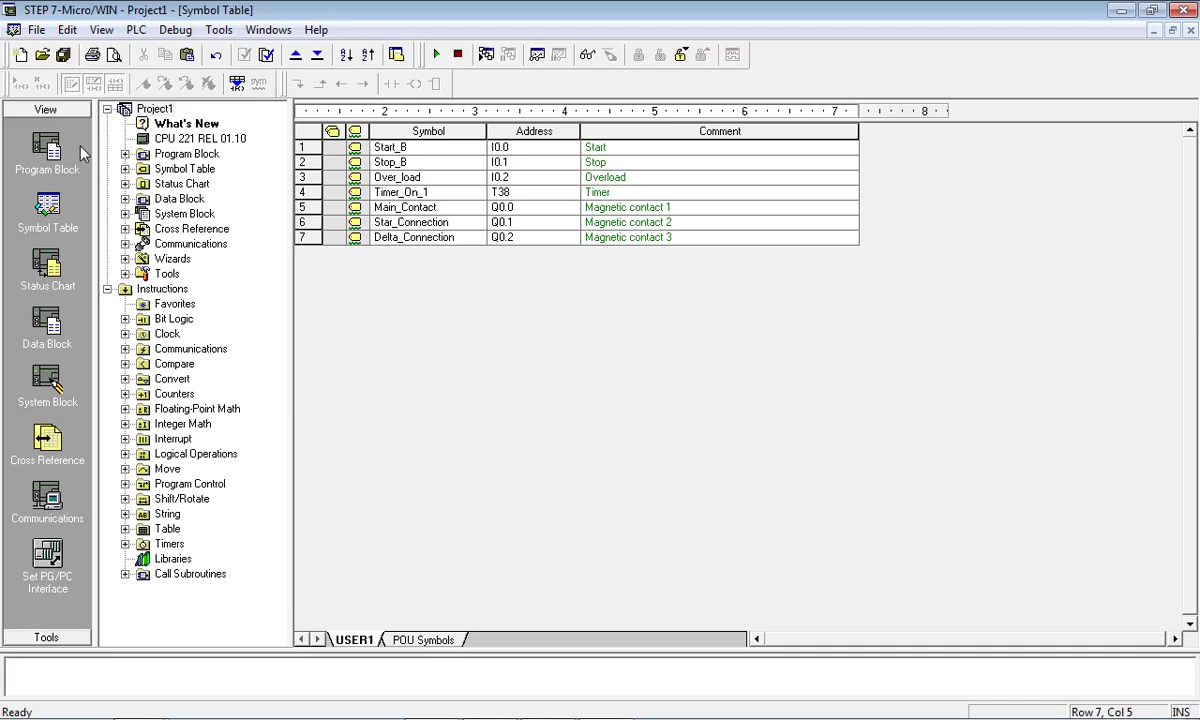 STEP 7-Micro/WIN - Project1 - [Symbol Table]
File Edit View PLC Debug Tools Windows Help
View
Program Block
Symbol Table
Status Chart
Data Block
System Block
Cross Reference
Communications
Set PG/PC
Interface
Tools
Project1
What's New
CPU 221 REL 01.10
Program Block
Symbol Table
Status Chart
Data Block
System Block
Cross Reference
Communications
Wizards
Tools
Instructions
Favorites
Bit Logic
Clock
Communications
Compare
Convert
Counters
Floating-Point Math
Integer Math
Interrupt
Logical Operations
Move
Program Control
Shift/Rotate
String
Table
Timers
Libraries
Call Subroutines
2 3 4 5 6 7 8
Symbol Address Comment
1 Start_B I0.0 Start
2 Stop_B I0.1 Stop
3 Over_load I0.2 Overload
4 Timer_On_1 T38 Timer
5 Main_Contact Q0.0 Magnetic contact 1
6 Star_Connection Q0.1 Magnetic contact 2
7 Delta_Connection Q0.2 Magnetic contact 3
USER1 POU Symbols
Ready
Row 7, Col 5 INS